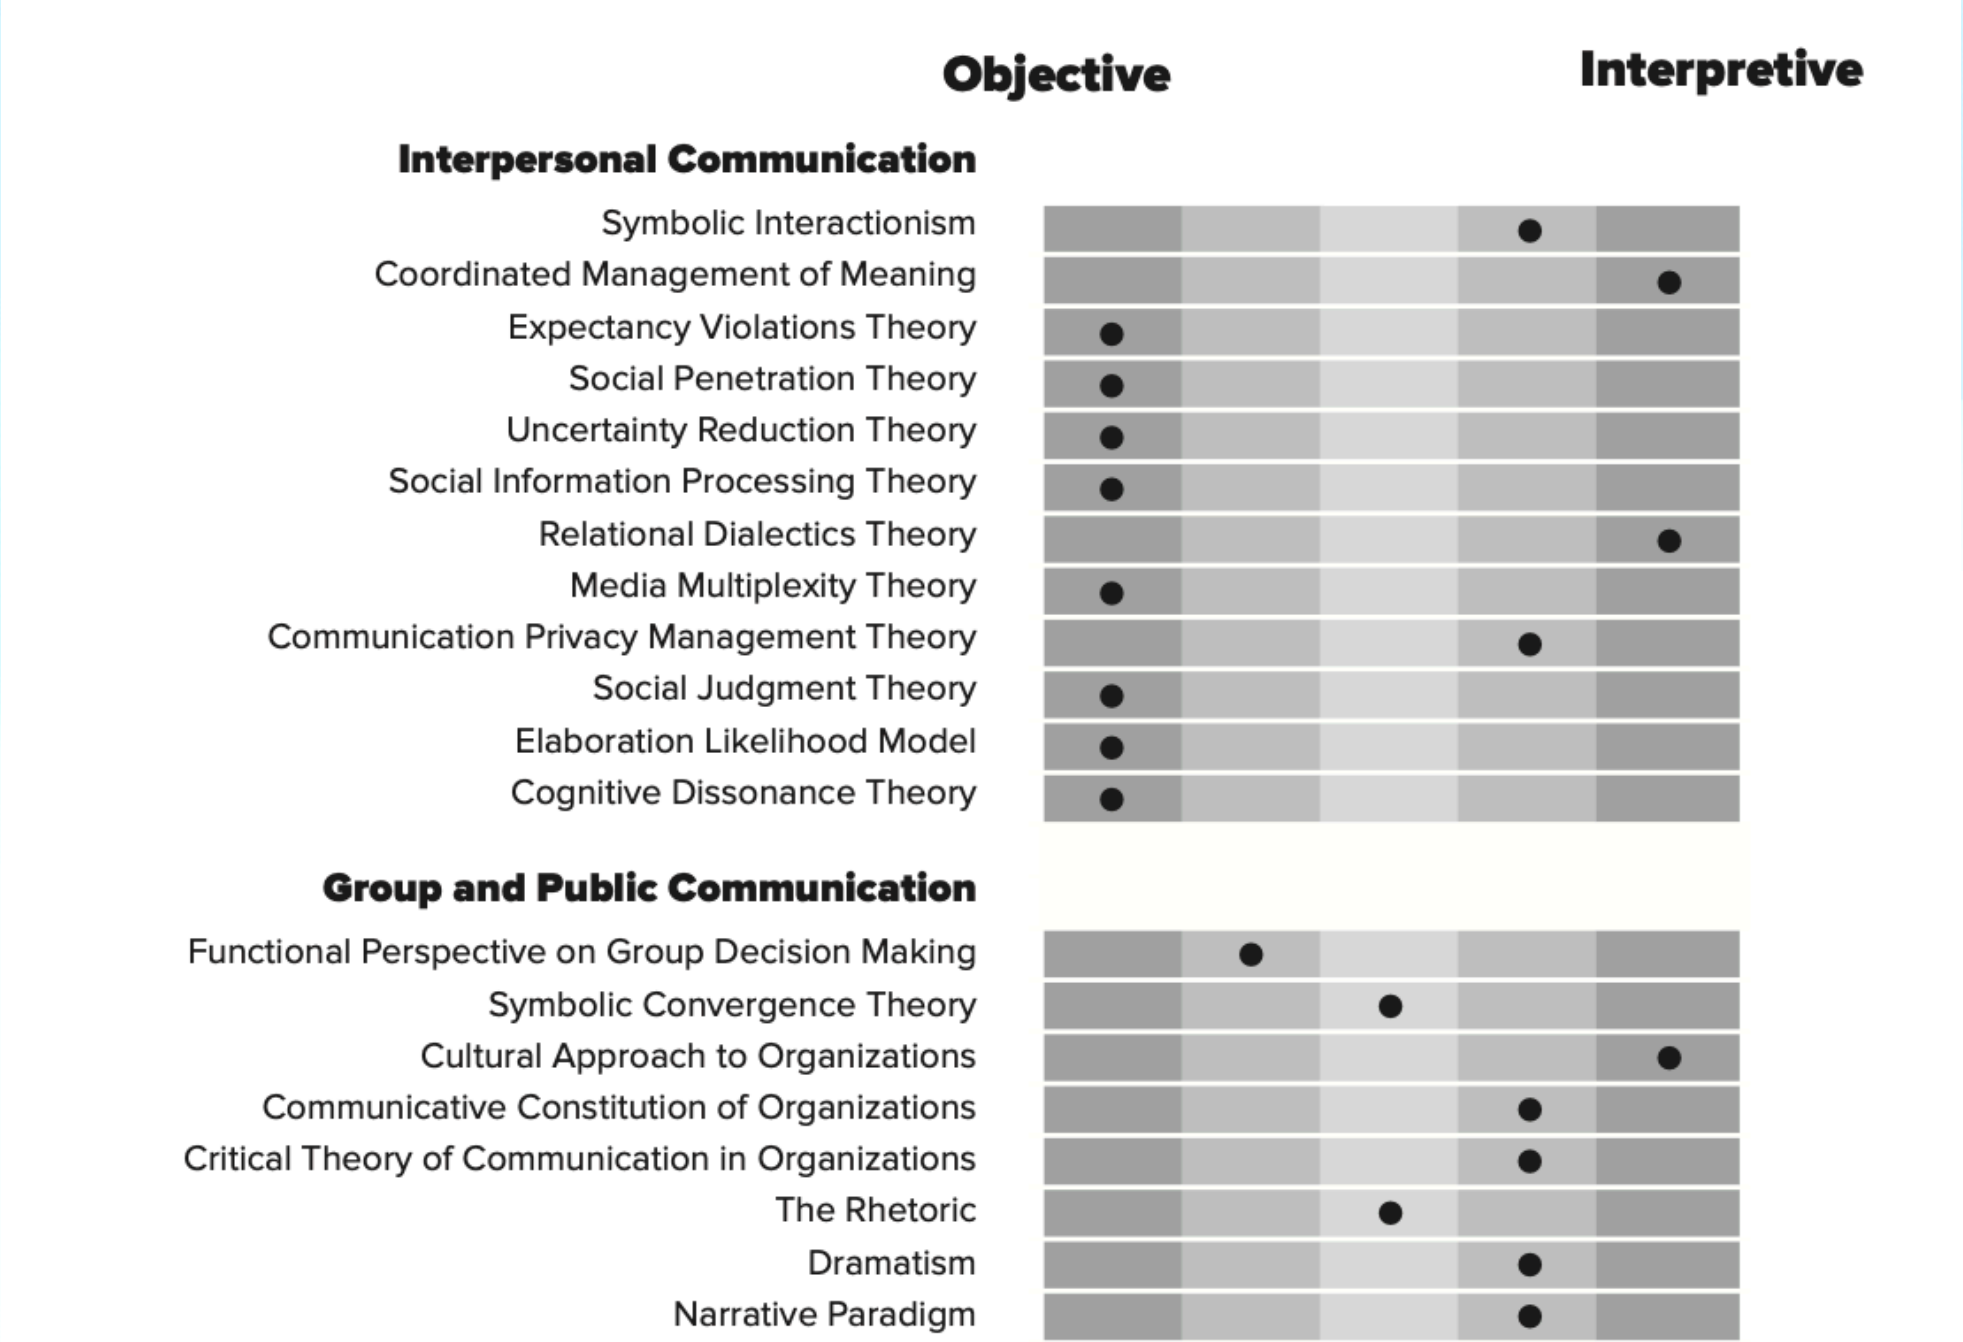 Objective Interpretive
Interpersonal Communication
Symbolic Interactionism
Coordinated Management of Meaning
Expectancy Violations Theory
Social Penetration Theory
Uncertainty Reduction Theory
Social Information Processing Theory
Relational Dialectics Theory
Media Multiplexity Theory
Communication Privacy Management Theory
Social Judgment Theory
Elaboration Likelihood Model
Cognitive Dissonance Theory
Group and Public Communication
Functional Perspective on Group Decision Making
Symbolic Convergence Theory
Cultural Approach to Organizations
Communicative Constitution of Organizations
Critical Theory of Communication in Organizations
The Rhetoric
Dramatism
Narrative Paradigm